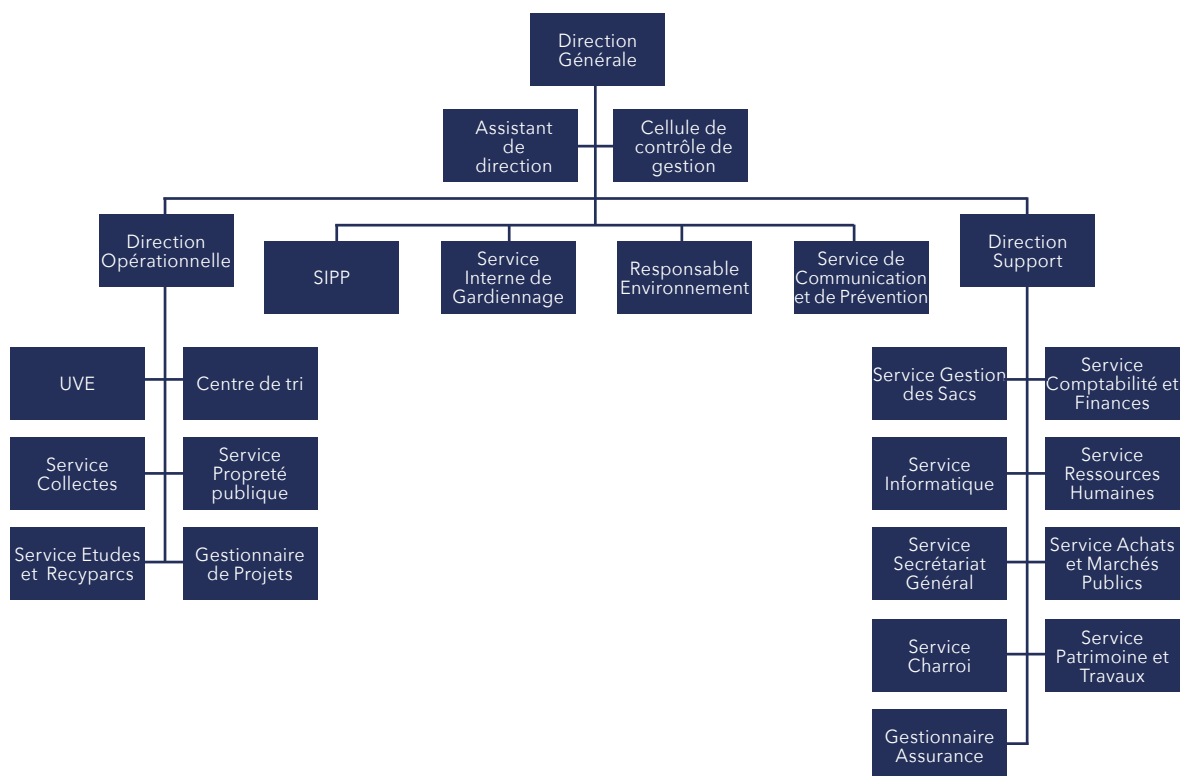 Direction
Générale
Assistant
de
direction
Cellule de
contrôle de
gestion
Direction
Opérationnelle
SIPP
Service
Interne de
Gardiennage
Responsable
Environnement
Service de
Communication
et de Prévention
Direction
Support
UVE
Centre de tri
Service
Collectes
Service
Propreté
publique
Service Etudes
et Recyparcs
Gestionnaire
de Projets
Service Gestion
des Sacs
Service
Comptabilité et
Finances
Service
Informatique
Service
Ressources
Humaines
Service
Secrétariat
Général
Service Achats
et Marchés
Publics
Service
Charroi
Service
Patrimoine et
Travaux
Gestionnaire
Assurance